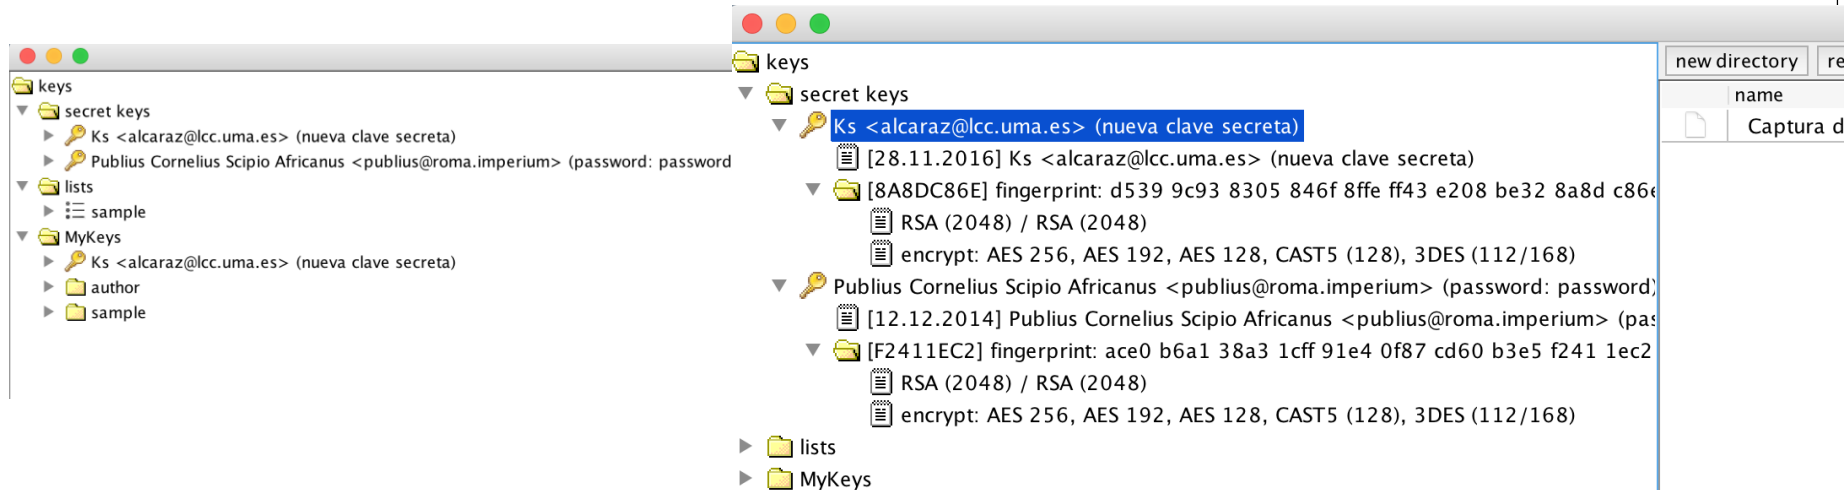 keys
secret keys
Ks <alcaraz@lcc.uma.es> (nueva clave secreta)
Publius Cornelius Scipio Africanus <publius@roma.imperium> (password: password
lists
sample
MyKeys
Ks <alcaraz@lcc.uma.es> (nueva clave secreta)
author
sample
keys
secret keys
Ks <alcaraz@lcc.uma.es> (nueva clave secreta)
[28.11.2016] Ks <alcaraz@lcc.uma.es> (nueva clave secreta)
[8A8DC86E] fingerprint: d539 9c93 8305 846f 8ffe ff43 e208 be32 8a8d c86e
RSA (2048) / RSA (2048)
encrypt: AES 256, AES 192, AES 128, CAST5 (128), 3DES (112/168)
Publius Cornelius Scipio Africanus <publius@roma.imperium> (password: password)
[12.12.2014] Publius Cornelius Scipio Africanus <publius@roma.imperium> (pas
[F2411EC2] fingerprint: ace0 b6a1 38a3 1cff 91e4 0f87 cd60 b3e5 f241 1ec2
RSA (2048) / RSA (2048)
encrypt: AES 256, AES 192, AES 128, CAST5 (128), 3DES (112/168)
lists
MyKeys
new directory
re
name
Captura d